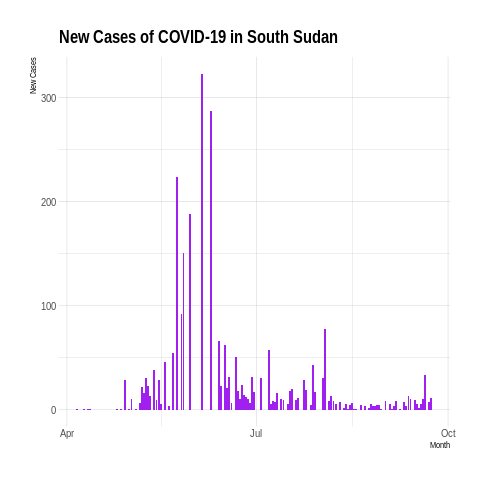 New Cases of COVID-19 in South Sudan
New Cases
300
200
100
0
Apr
Jul
Oct
Month